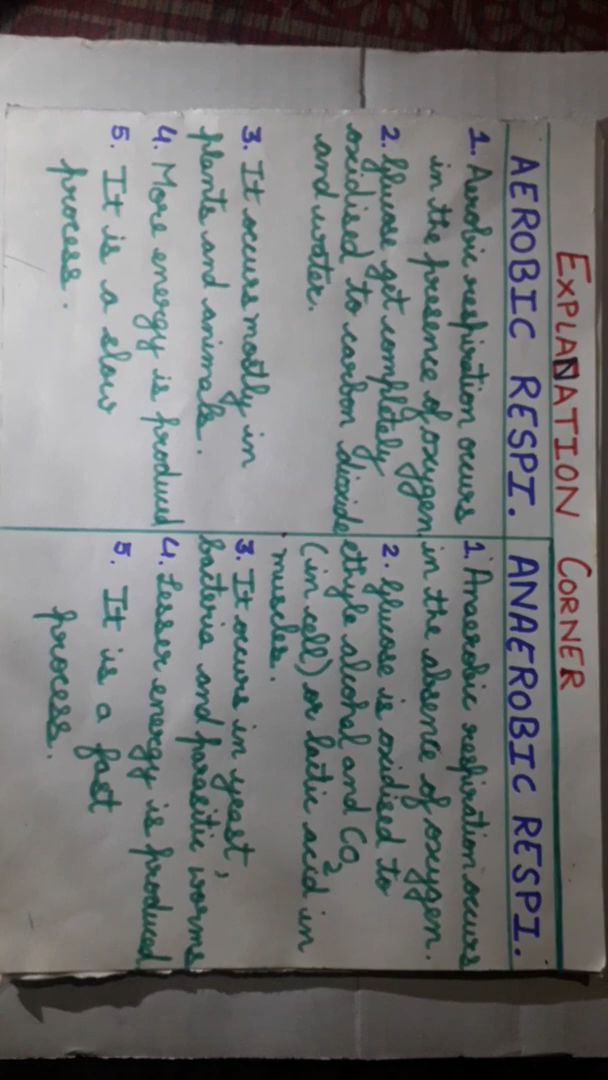 EXPLANATION CORNER
AEROBIC RESPI.
1. Aerobic respiration occurs
in the presence of oxygen
2. Glucose get completely
oxidised to carbon dioxide
and water.
3. It occurs mostly in
plants and animals.
4. More energy is produced
5. It is a slow
process.
ANAEROBIC RESPI.
1. Anaerobic respiration occurs
in the absence of oxygen.
2. Glucose is oxidised to
ethyle alcohal and CO2
(in cell) or lactic acid in
muscles.
3. It occurs in yeast,
bacteria and parasitic worms
4. Lesser energy is produced
5. It is a fast
process.